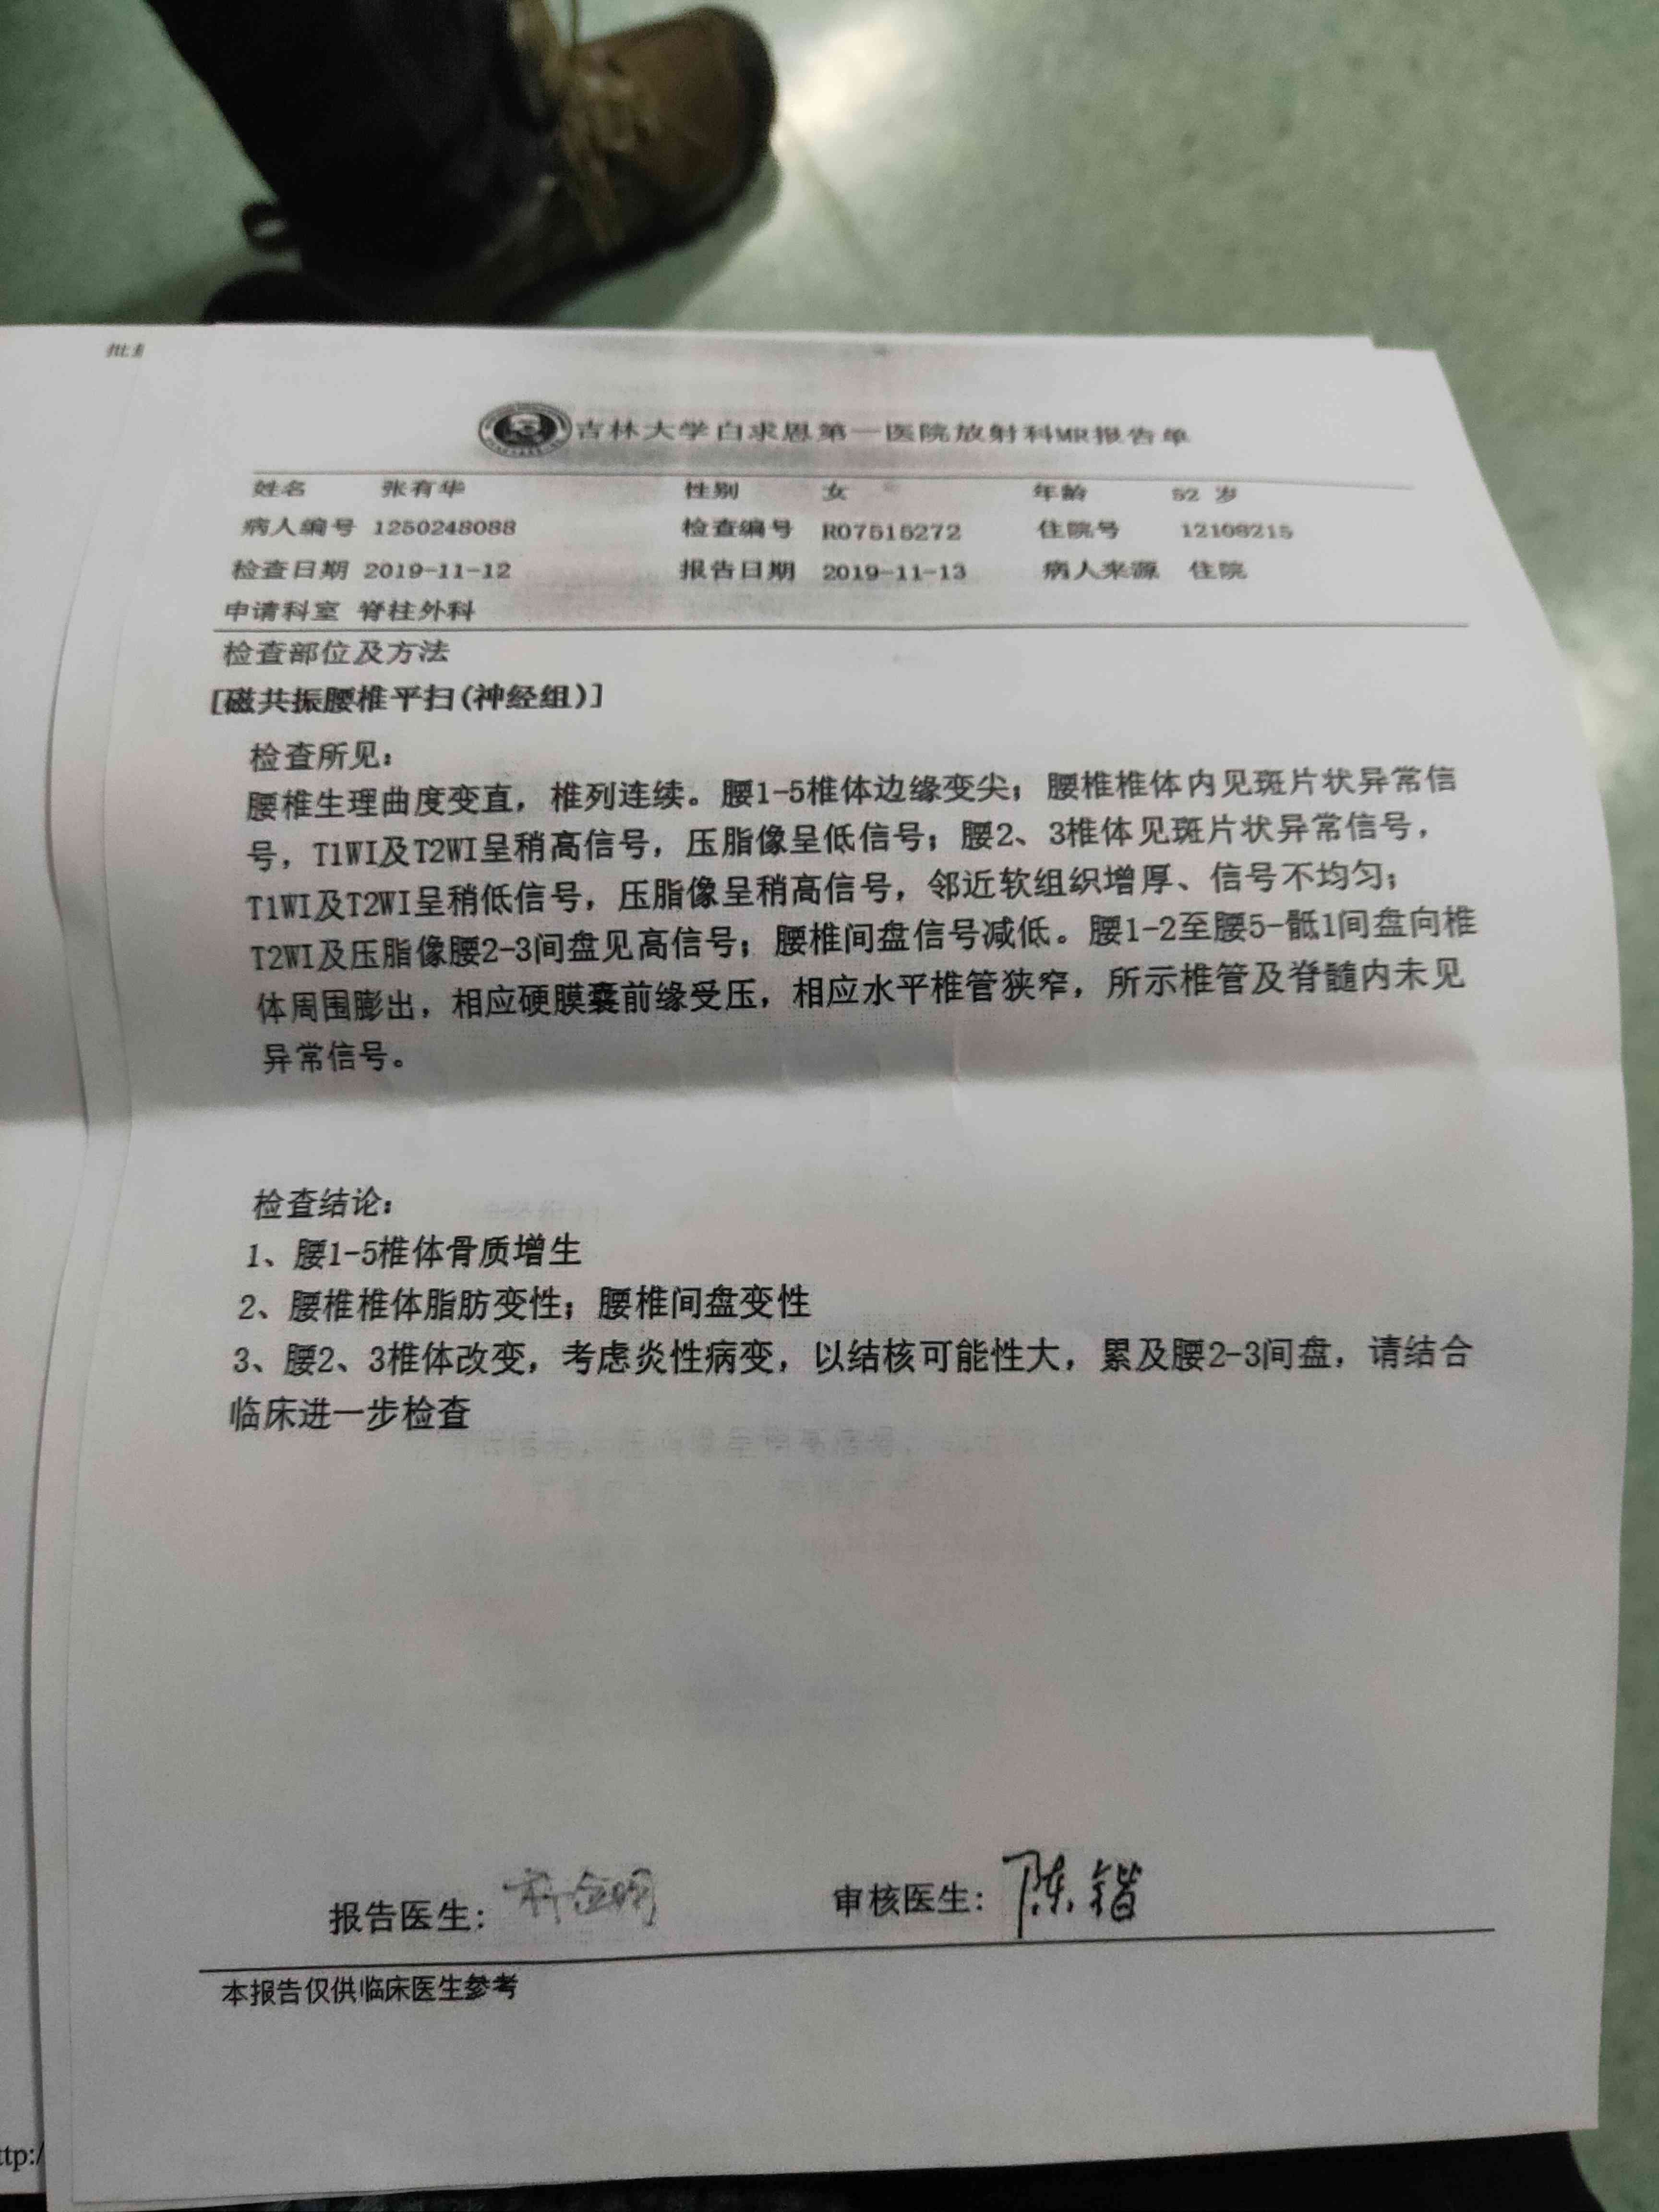 吉林大学白求恩第一医院放射科MR报告单
姓名 张有华 性别 女 年龄 52 岁
病人编号 1250248088 检查编号 R07515272 住院号 12108215
检查日期 2019-11-12 报告日期 2019-11-13 病人来源 住院
申请科室 脊柱外科
检查部位及方法
[磁共振腰椎平扫(神经组)]
检查所见:
腰椎生理曲度变直，椎列连续。腰1-5椎体边缘变尖；腰椎椎体内见斑片状异常信
号，T1WI及T2WI呈稍高信号，压脂像呈低信号；腰2、3椎体见斑片状异常信号，
T1WI及T2WI呈稍低信号，压脂像呈稍高信号，邻近软组织增厚、信号不均匀；
T2WI及压脂像腰2-3间盘见高信号；腰椎间盘信号减低。腰1-2至腰5-骶1间盘向椎
体周围膨出，相应硬膜囊前缘受压，相应水平椎管狭窄，所示椎管及脊髓内未见
异常信号。
检查结论:
1、腰1-5椎体骨质增生
2、腰椎椎体脂肪变性；腰椎间盘变性
3、腰2、3椎体改变，考虑炎性病变，以结核可能性大，累及腰2-3间盘，请结合
临床进一步检查
报告医生: 审核医生: 陈锴
本报告仅供临床医生参考
ttp:/